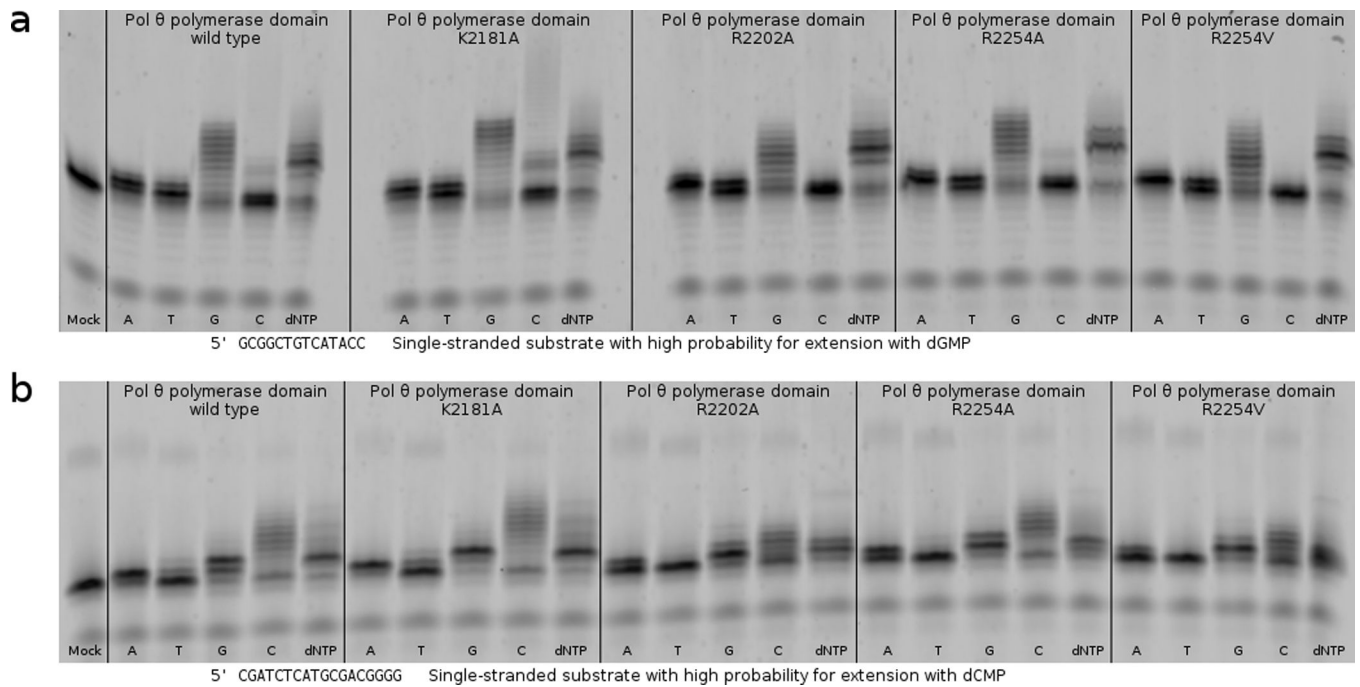 a
Pol θ polymerase domain
wild type
Pol θ polymerase domain
K2181A
Pol θ polymerase domain
R2202A
Pol θ polymerase domain
R2254A
Pol θ polymerase domain
R2254V
Mock A T G C dNTP A T G C dNTP A T G C dNTP A T G C dNTP A T G C dNTP
5' GCGGCTGTCATACC Single-stranded substrate with high probability for extension with dGMP
b
Pol θ polymerase domain
wild type
Pol θ polymerase domain
K2181A
Pol θ polymerase domain
R2202A
Pol θ polymerase domain
R2254A
Pol θ polymerase domain
R2254V
Mock A T G C dNTP A T G C dNTP A T G C dNTP A T G C dNTP A T G C dNTP
5' CGATCTCATGCGACGGGG Single-stranded substrate with high probability for extension with dCMP